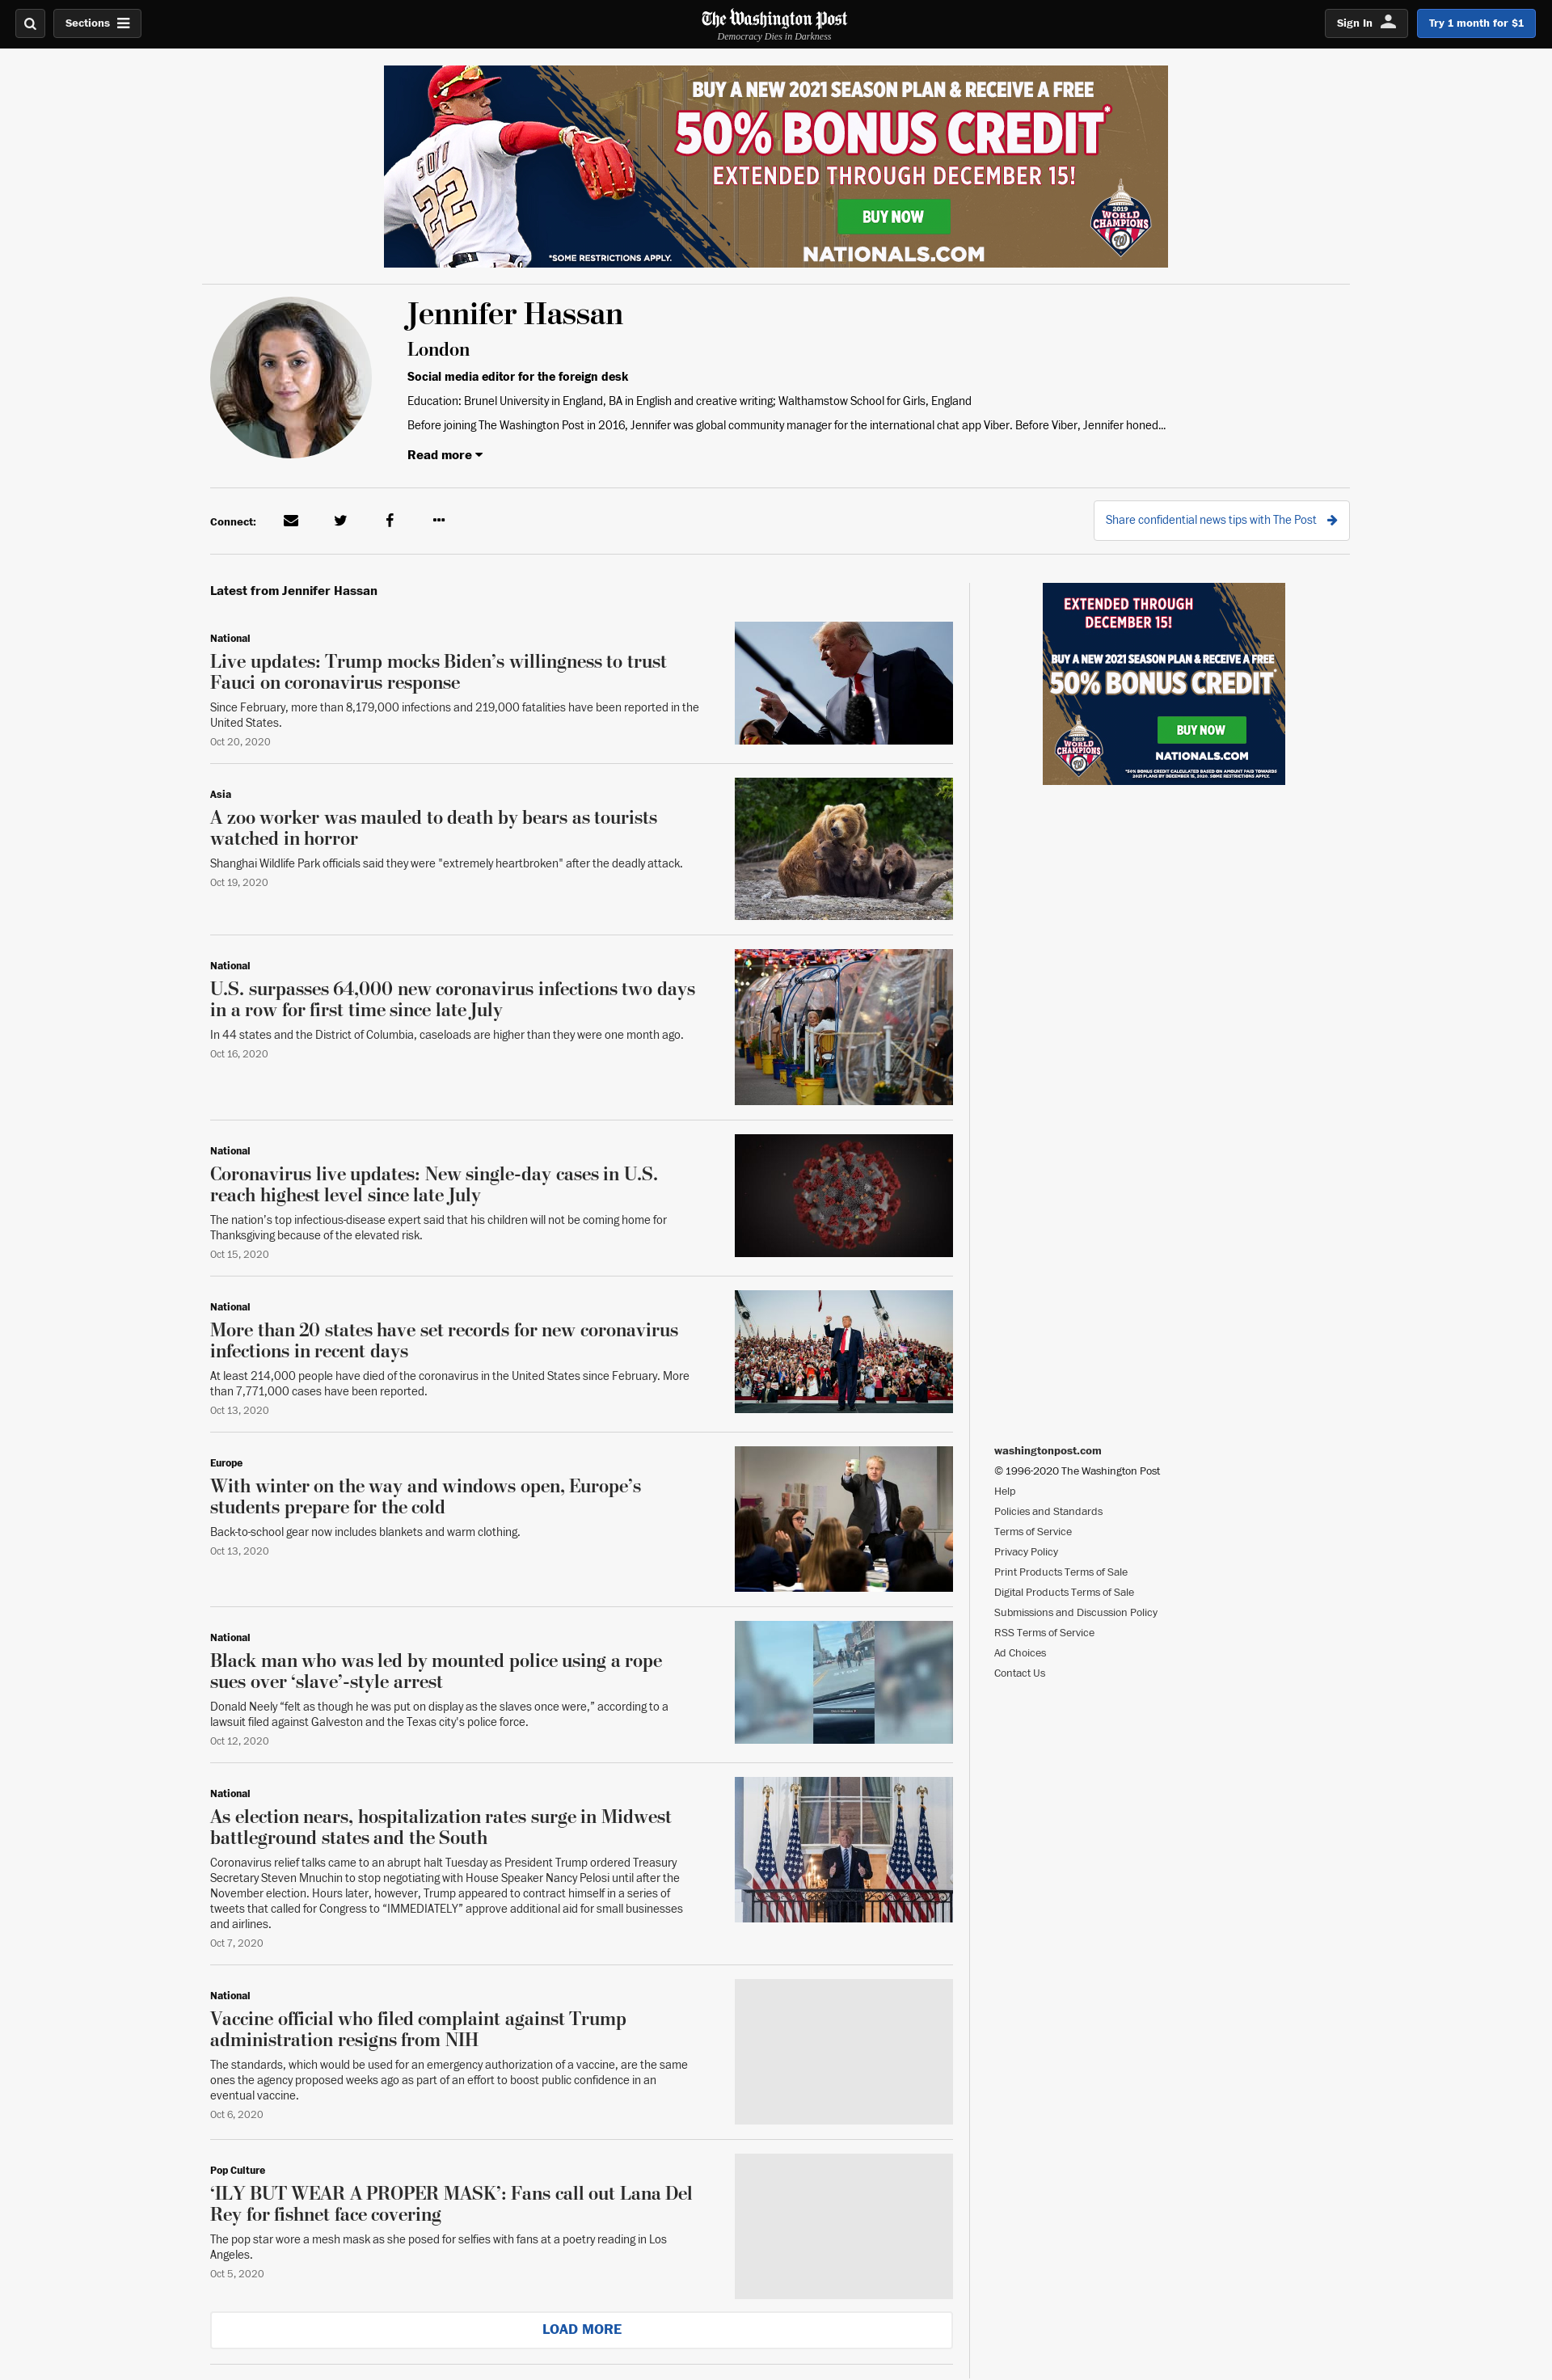 Sections
The Washington Post
Democracy Dies in Darkness
Sign In
Try 1 month for $1
BUY A NEW 2021 SEASON PLAN & RECEIVE A FREE
50% BONUS CREDIT*
EXTENDED THROUGH DECEMBER 15!
BUY NOW
NATIONALS.COM
*SOME RESTRICTIONS APPLY.
SOTO
22
2019
WORLD
CHAMPIONS
W
Jennifer Hassan
London
Social media editor for the foreign desk
Education: Brunel University in England, BA in English and creative writing; Walthamstow School for Girls, England
Before joining The Washington Post in 2016, Jennifer was global community manager for the international chat app Viber. Before Viber, Jennifer honed...
Read more
Connect:
Share confidential news tips with The Post
Latest from Jennifer Hassan
National
Live updates: Trump mocks Biden’s willingness to trust
Fauci on coronavirus response
Since February, more than 8,179,000 infections and 219,000 fatalities have been reported in the
United States.
Oct 20, 2020
Asia
A zoo worker was mauled to death by bears as tourists
watched in horror
Shanghai Wildlife Park officials said they were "extremely heartbroken" after the deadly attack.
Oct 19, 2020
National
U.S. surpasses 64,000 new coronavirus infections two days
in a row for first time since late July
In 44 states and the District of Columbia, caseloads are higher than they were one month ago.
Oct 16, 2020
National
Coronavirus live updates: New single-day cases in U.S.
reach highest level since late July
The nation’s top infectious-disease expert said that his children will not be coming home for
Thanksgiving because of the elevated risk.
Oct 15, 2020
National
More than 20 states have set records for new coronavirus
infections in recent days
At least 214,000 people have died of the coronavirus in the United States since February. More
than 7,771,000 cases have been reported.
Oct 13, 2020
Europe
With winter on the way and windows open, Europe’s
students prepare for the cold
Back-to-school gear now includes blankets and warm clothing.
Oct 13, 2020
National
Black man who was led by mounted police using a rope
sues over ‘slave’-style arrest
Donald Neely “felt as though he was put on display as the slaves once were,” according to a
lawsuit filed against Galveston and the Texas city's police force.
Oct 12, 2020
National
As election nears, hospitalization rates surge in Midwest
battleground states and the South
Coronavirus relief talks came to an abrupt halt Tuesday as President Trump ordered Treasury
Secretary Steven Mnuchin to stop negotiating with House Speaker Nancy Pelosi until after the
November election. Hours later, however, Trump appeared to contract himself in a series of
tweets that called for Congress to “IMMEDIATELY” approve additional aid for small businesses
and airlines.
Oct 7, 2020
National
Vaccine official who filed complaint against Trump
administration resigns from NIH
The standards, which would be used for an emergency authorization of a vaccine, are the same
ones the agency proposed weeks ago as part of an effort to boost public confidence in an
eventual vaccine.
Oct 6, 2020
Pop Culture
‘ILY BUT WEAR A PROPER MASK’: Fans call out Lana Del
Rey for fishnet face covering
The pop star wore a mesh mask as she posed for selfies with fans at a poetry reading in Los
Angeles.
Oct 5, 2020
LOAD MORE
EXTENDED THROUGH
DECEMBER 15!
BUY A NEW 2021 SEASON PLAN & RECEIVE A FREE
50% BONUS CREDIT*
BUY NOW
2019
WORLD
CHAMPIONS
W
NATIONALS.COM
*50% BONUS CREDIT CALCULATED BASED ON AMOUNT PAID TOWARDS
2021 PLANS BY DECEMBER 15, 2020. SOME RESTRICTIONS APPLY.
washingtonpost.com
© 1996-2020 The Washington Post
Help
Policies and Standards
Terms of Service
Privacy Policy
Print Products Terms of Sale
Digital Products Terms of Sale
Submissions and Discussion Policy
RSS Terms of Service
Ad Choices
Contact Us